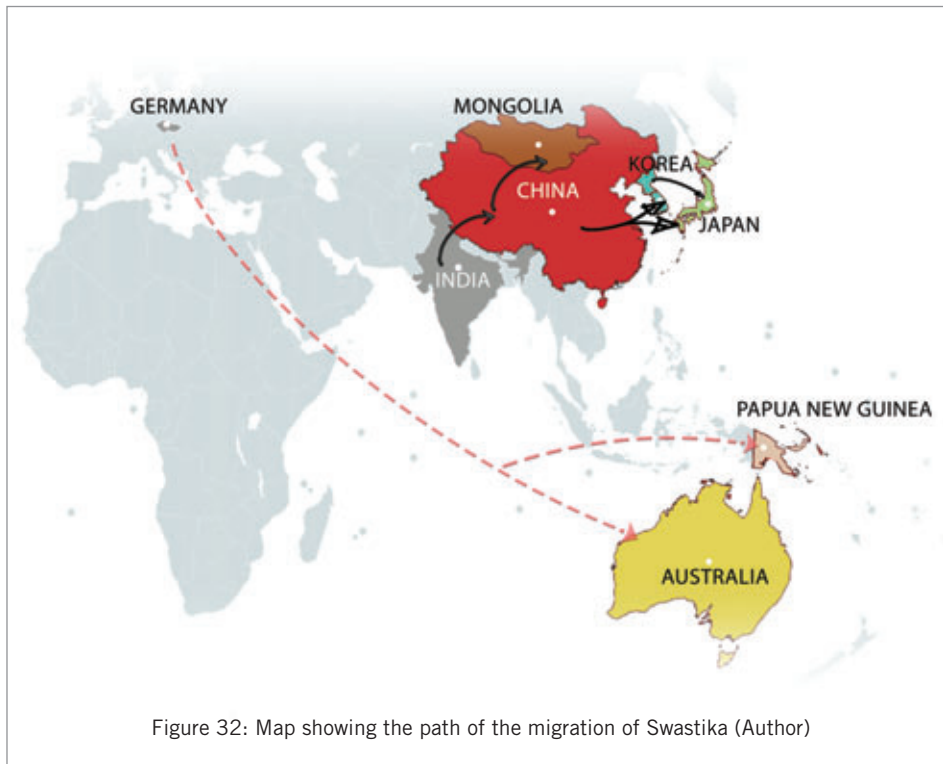 GERMANY
MONGOLIA
KOREA
CHINA
JAPAN
INDIA
PAPUA NEW GUINEA
AUSTRALIA
Figure 32: Map showing the path of the migration of Swastika (Author)